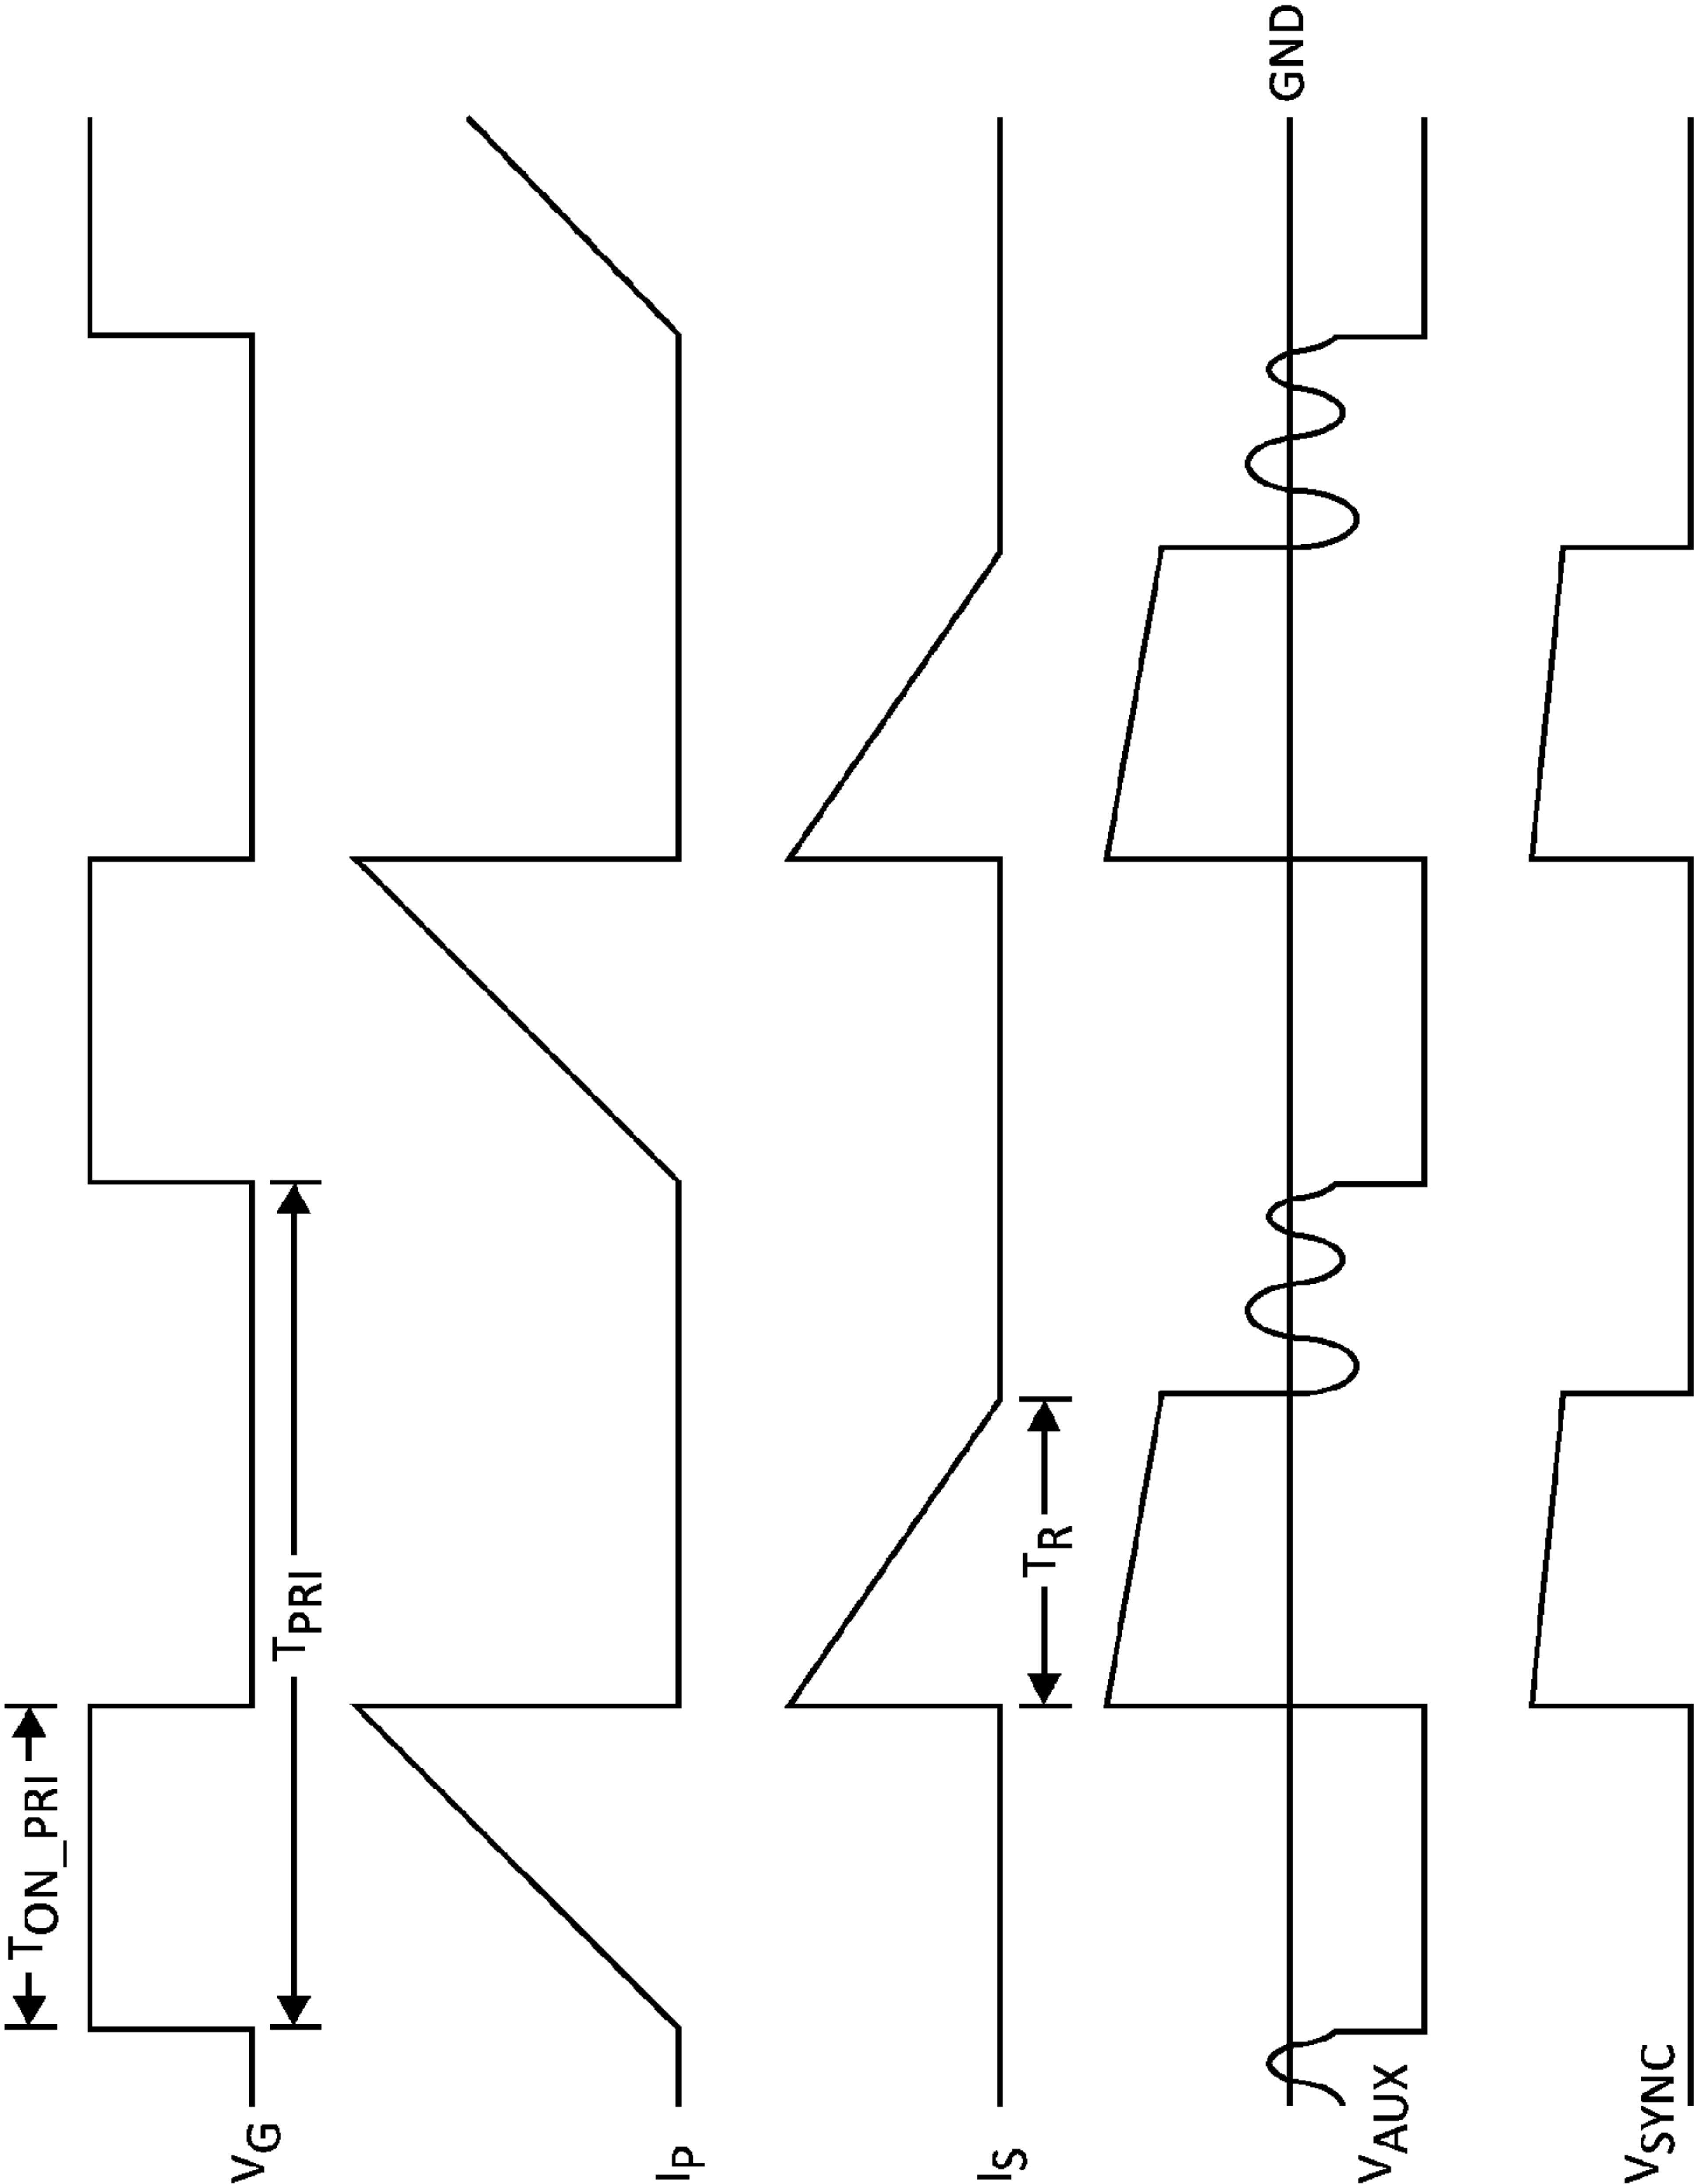 TON_PRI
VG
TPRI
IP
IS
TR
GND
VAUX
VSYNC